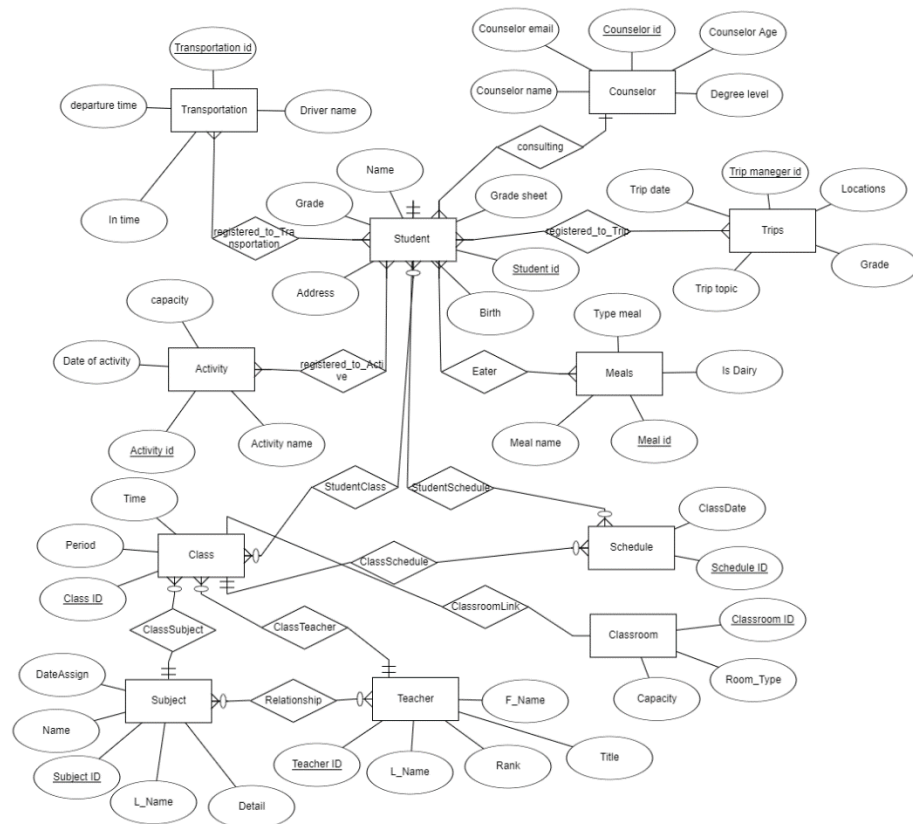 Transportation id
departure time
Transportation
Driver name
In time
Counselor email
Counselor id
Counselor Age
Counselor name
Counselor
Degree level
consulting
Name
Grade
Grade sheet
registered_to_Tra
nsportation
Student
registered_to_Trip
Address
Student id
Birth
Trip date
Trip maneger id
Locations
Trips
Trip topic
Grade
capacity
Date of activity
Activity
registered_to_Acti
ve
Activity id
Activity name
Type meal
Eater
Meals
Is Dairy
Meal name
Meal id
StudentClass
StudentSchedule
Time
Period
Class
Class ID
ClassSchedule
ClassDate
Schedule
Schedule ID
ClassroomLink
Classroom ID
Classroom
Room_Type
Capacity
ClassSubject
ClassTeacher
DateAssign
Subject
Relationship
Teacher
F_Name
Name
Subject ID
L_Name
Detail
Teacher ID
L_Name
Rank
Title